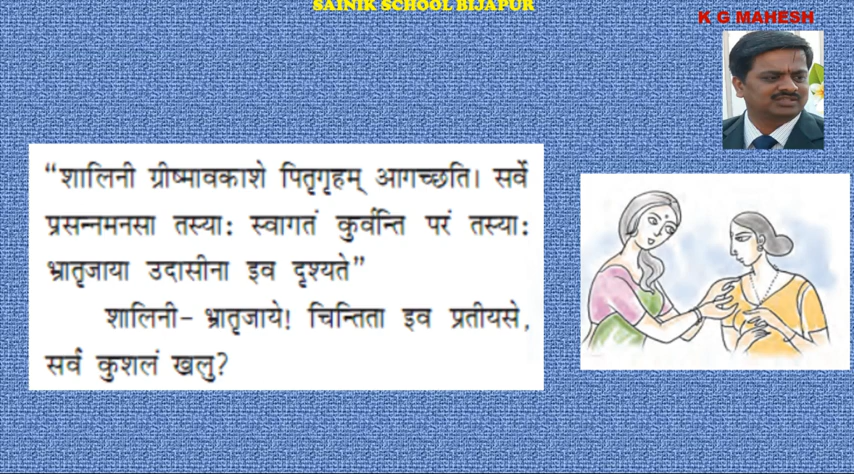 SAINIK SCHOOL BIJAPUR
K G MAHESH
“शालिनी ग्रीष्मावकाशे पितृगृहम् आगच्छति। सर्वे
प्रसन्नमनसा तस्याः स्वागतं कुर्वन्ति परं तस्याः
भ्रातृजाया उदासीना इव दृश्यते”
शालिनी- भ्रातृजाये! चिन्तिता इव प्रतीयसे,
सर्वं कुशलं खलु?